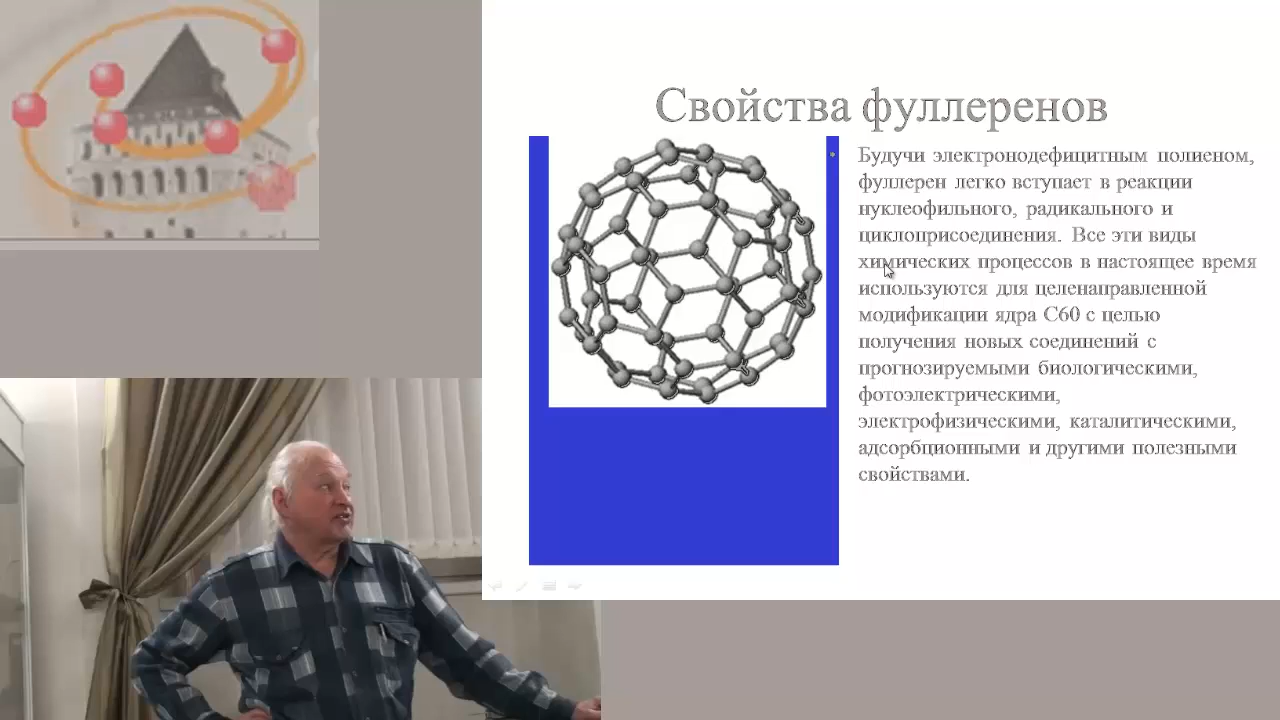 Свойства фуллеренов
Будучи электронодефицитным полиеном,
фуллерен легко вступает в реакции
нуклеофильного, радикального и
циклоприсоединения. Все эти виды
химических процессов в настоящее время
используются для целенаправленной
модификации ядра С60 с целью
получения новых соединений с
прогнозируемыми биологическими,
фотоэлектрическими,
электрофизическими, каталитическими,
адсорбционными и другими полезными
свойствами.